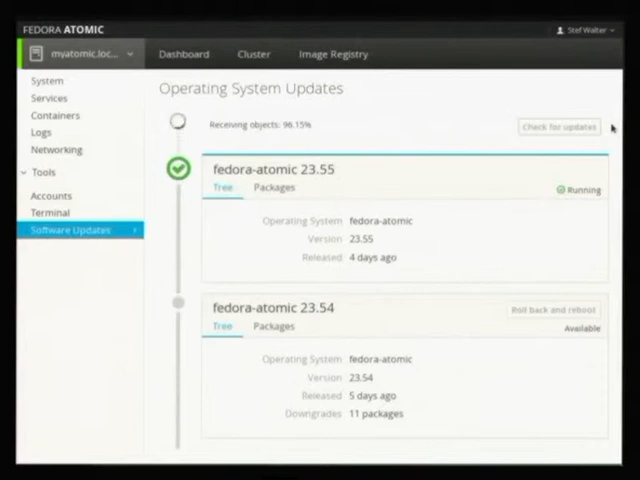 FEDORA ATOMIC
Stef Walter
myatomic.loc...
Dashboard
Cluster
Image Registry
System
Services
Containers
Logs
Networking
Tools
Accounts
Terminal
Software Updates
Operating System Updates
Receiving objects: 96.15%
Check for updates
fedora-atomic 23.55
Tree
Packages
Running
Operating System fedora-atomic
Version 23.55
Released 4 days ago
fedora-atomic 23.54
Roll back and reboot
Tree
Packages
Available
Operating System fedora-atomic
Version 23.54
Released 5 days ago
Downgrades 11 packages